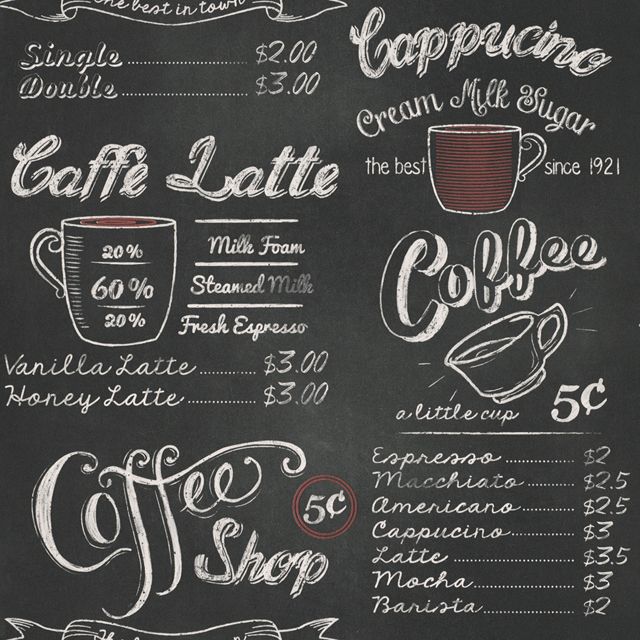 the best in town
Single $2.00
Double $3.00
Caffè Latte
20%
60%
20%
Milk Foam
Steamed Milk
Fresh Espresso
Vanilla Latte $3.00
Honey Latte $3.00
Coffee
Shop
5¢
Cappucino
Cream Milk Sugar
the best since 1921
Coffee
a little cup 5¢
Espresso $2
Macchiato $2.5
Americano $2.5
Cappucino $3
Latte $3.5
Mocha $3
Barista $2